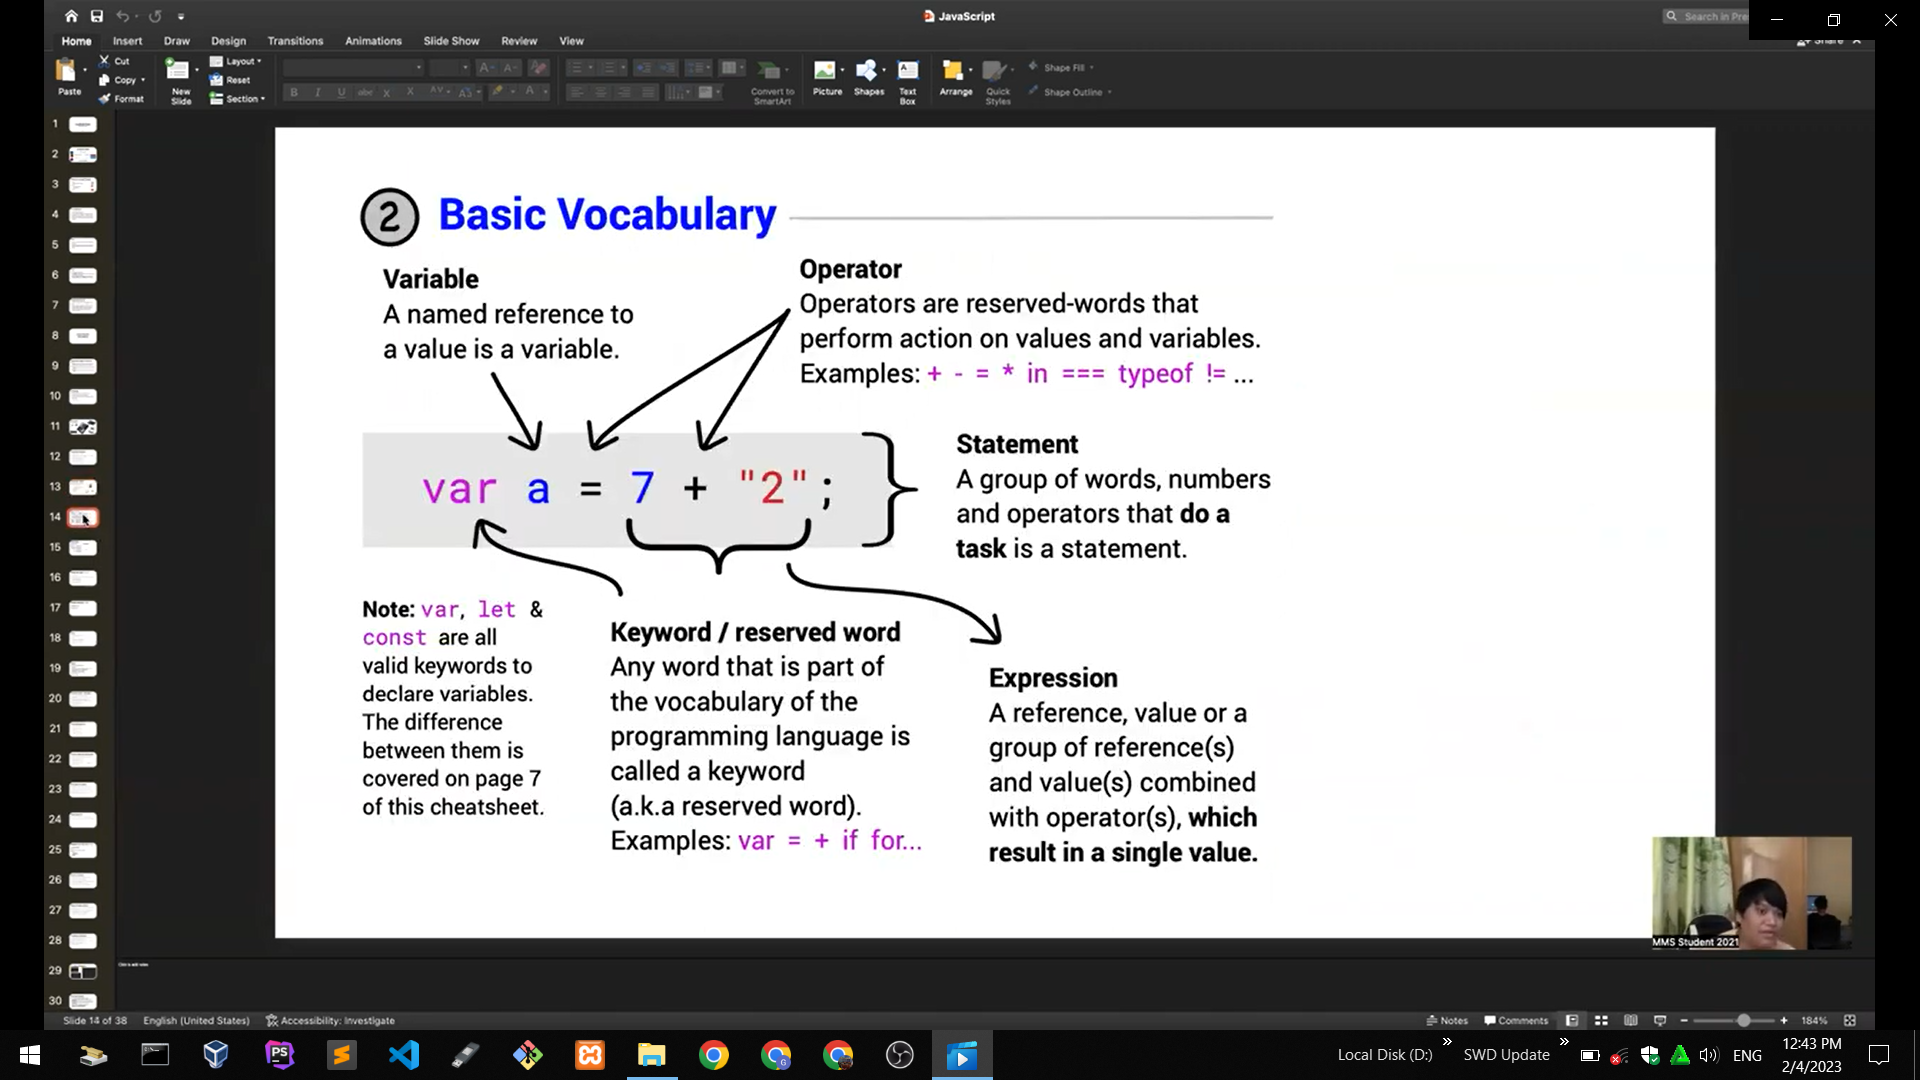 JavaScript
Search in Pre
Home Insert Draw Design Transitions Animations Slide Show Review View
Share
Paste
Cut
Copy
Format
New
Slide
Layout
Reset
Section
B I U abc
Convert to
SmartArt
Picture
Shapes
Text
Box
Arrange
Quick
Styles
Shape Fill
Shape Outline
1
2
3
4
5
6
7
8
9
10
11
12
13
14
15
16
17
18
19
20
21
22
23
24
25
26
27
28
29
30
2 Basic Vocabulary
Variable
A named reference to
a value is a variable.
Operator
Operators are reserved-words that
perform action on values and variables.
Examples: + - = * in === typeof != ...
var a = 7 + "2";
Statement
A group of words, numbers
and operators that do a
task is a statement.
Note: var, let &
const are all
valid keywords to
declare variables.
The difference
between them is
covered on page 7
of this cheatsheet.
Keyword / reserved word
Any word that is part of
the vocabulary of the
programming language is
called a keyword
(a.k.a reserved word).
Examples: var = + if for...
Expression
A reference, value or a
group of reference(s)
and value(s) combined
with operator(s), which
result in a single value.
MMS Student 2021
Click to add notes
Slide 14 of 38 English (United States) Accessibility: Investigate
Notes Comments 184%
PS
Local Disk (D:) SWD Update ENG
12:43 PM
2/4/2023